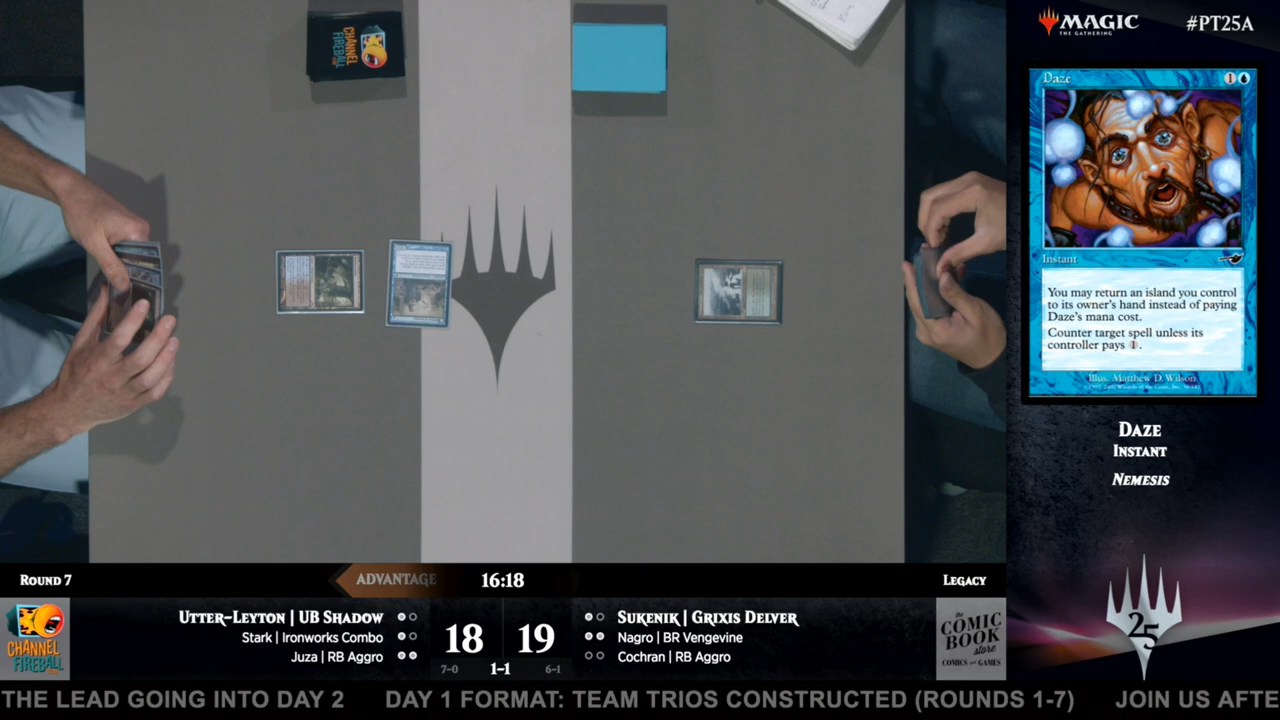 CHANNEL
FIREBALL
MAGIC
THE GATHERING
#PT25A
Daze
1
Instant
You may return an island you control
to its owner's hand instead of paying
Daze's mana cost.
Counter target spell unless its
controller pays 1.
Illus. Matthew D. Wilson
DAZE
INSTANT
NEMESIS
25
ROUND 7
ADVANTAGE
16:18
LEGACY
CHANNEL
FIREBALL
UTTER-LEYTON | UB SHADOW
Stark | Ironworks Combo
Juza | RB Aggro
18
19
7-0
1-1
6-1
SUKENIK | GRIXIS DELVER
Nagro | BR Vengevine
Cochran | RB Aggro
the
COMIC
BOOK
store
COMICS and GAMES
THE LEAD GOING INTO DAY 2 DAY 1 FORMAT: TEAM TRIOS CONSTRUCTED (ROUNDS 1-7) JOIN US AFTE